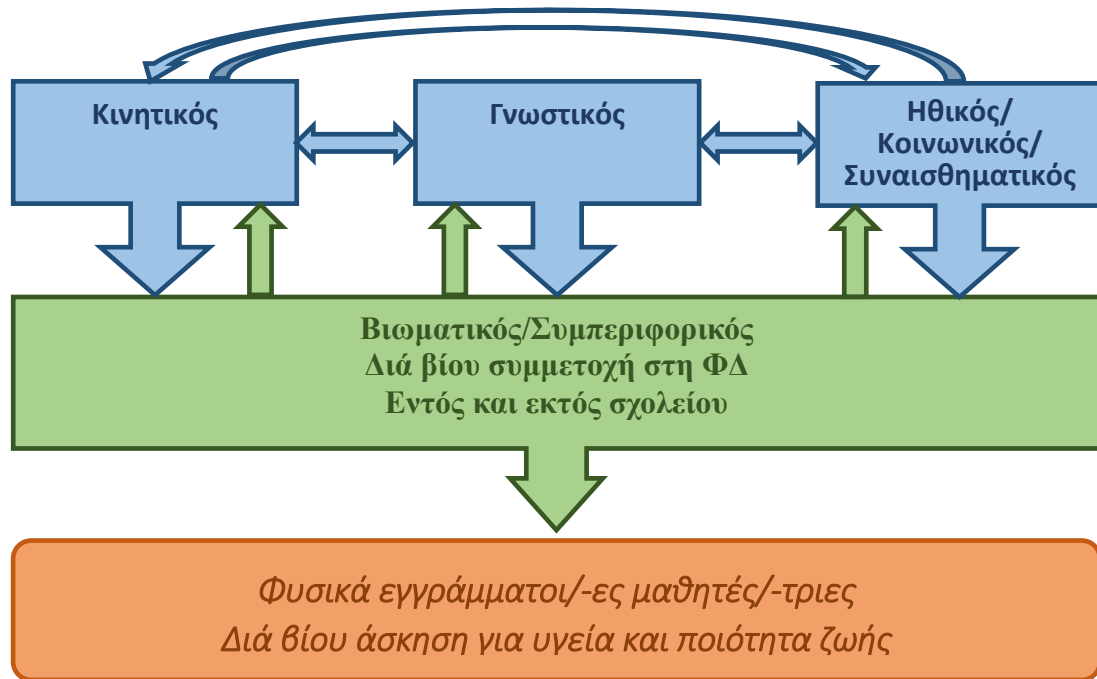 Κινητικός
Γνωστικός
Ηθικός/
Κοινωνικός/
Συναισθηματικός
Βιωματικός/Συμπεριφορικός
Διά βίου συμμετοχή στη ΦΔ
Εντός και εκτός σχολείου
Φυσικά εγγράμματοι/-ες μαθητές/-τριες
Διά βίου άσκηση για υγεία και ποιότητα ζωής